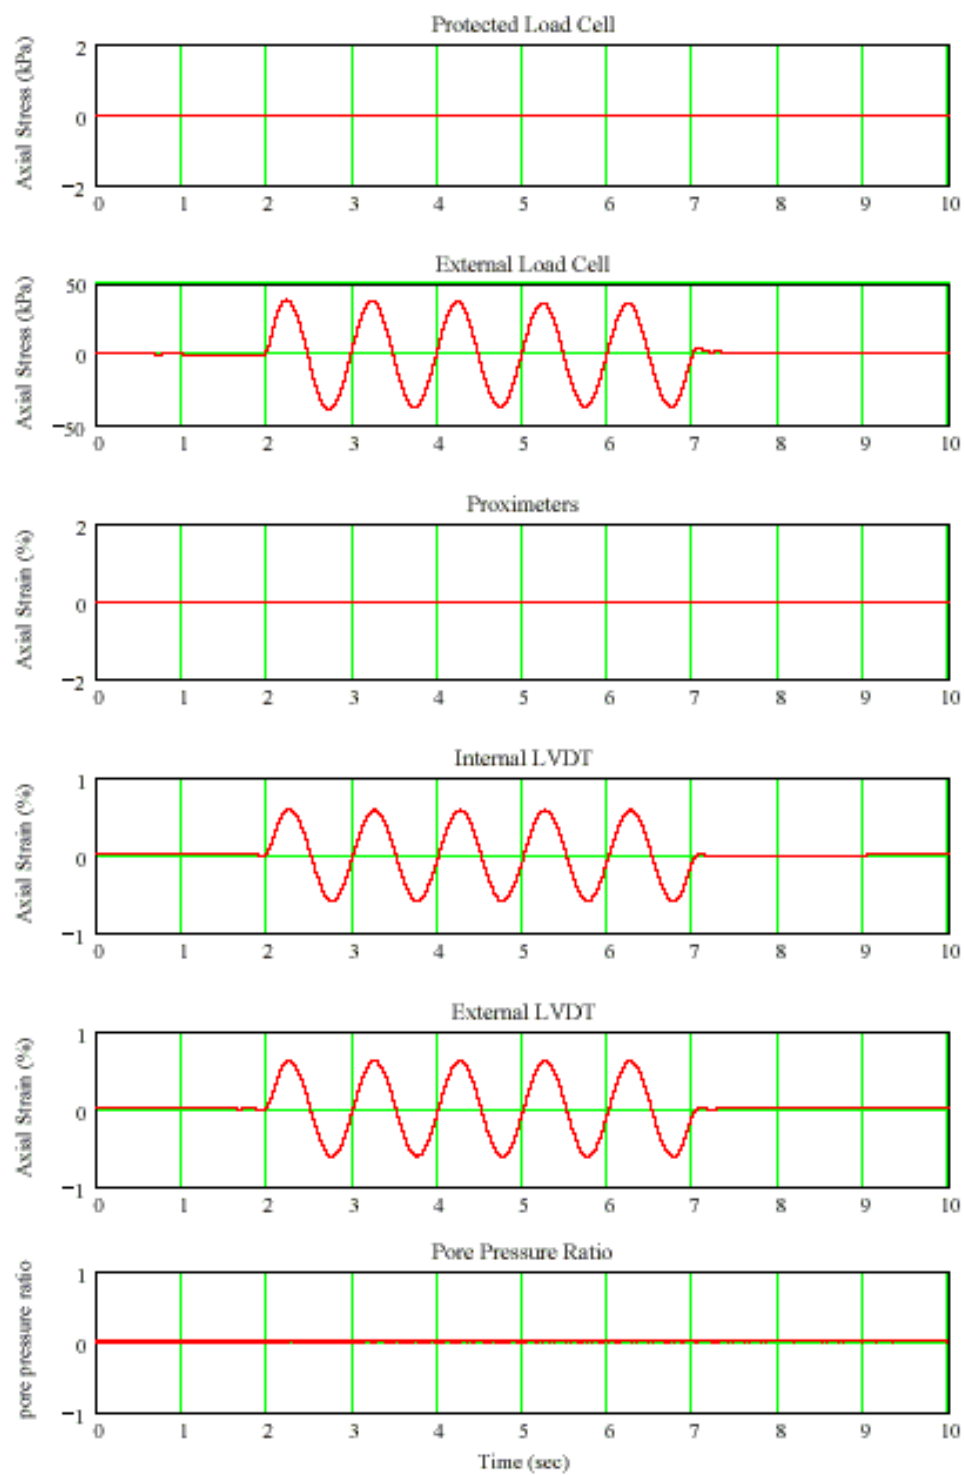 Protected Load Cell
Axial Stress (kPa)
2
0
−2
0 1 2 3 4 5 6 7 8 9 10
External Load Cell
Axial Stress (kPa)
50
0
−50
0 1 2 3 4 5 6 7 8 9 10
Proximeters
Axial Strain (%)
2
0
−2
0 1 2 3 4 5 6 7 8 9 10
Internal LVDT
Axial Strain (%)
1
0
−1
0 1 2 3 4 5 6 7 8 9 10
External LVDT
Axial Strain (%)
1
0
−1
0 1 2 3 4 5 6 7 8 9 10
Pore Pressure Ratio
pore pressure ratio
1
0
−1
0 1 2 3 4 5 6 7 8 9 10
Time (sec)